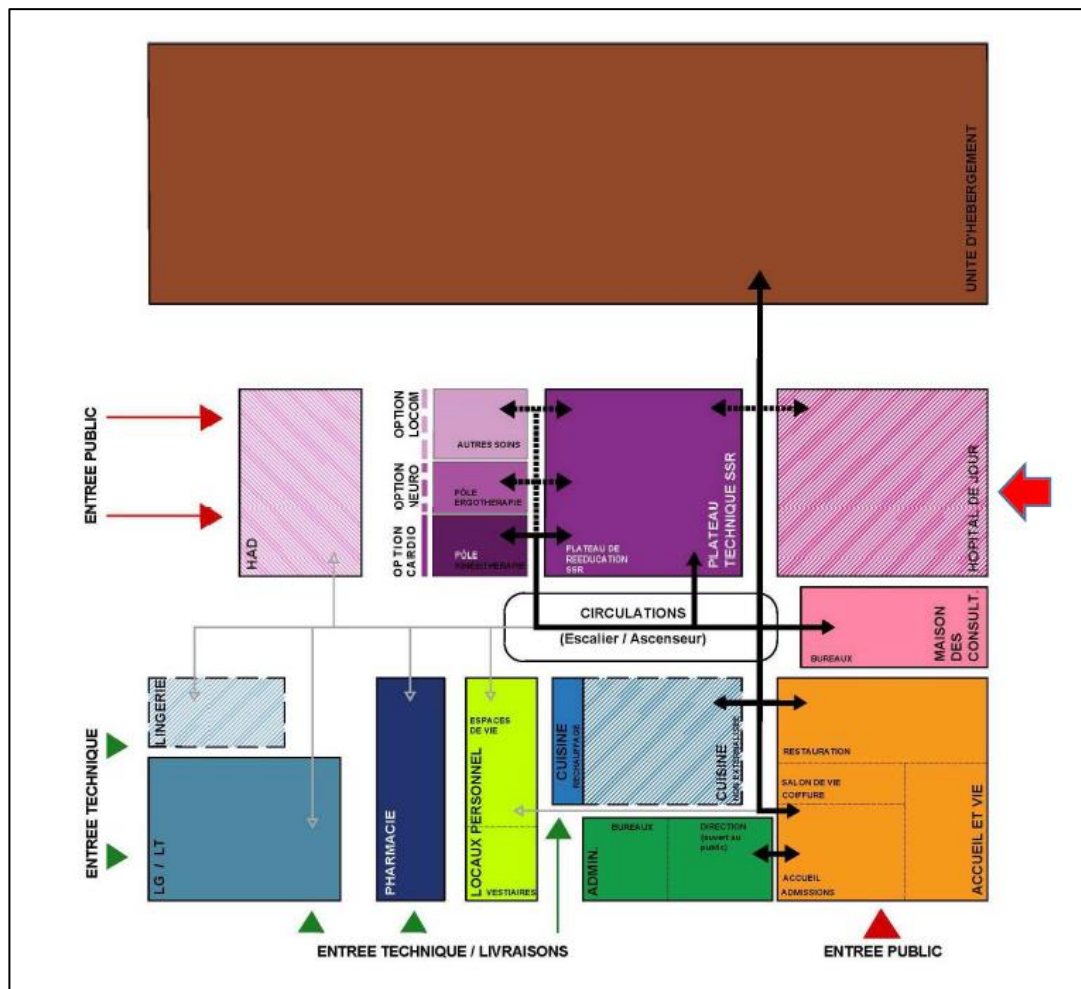 UNITE D'HEBERGEMENT
ENTREE PUBLIC
HAD
OPTION
LOCOM
OPTION
NEURO
OPTION
CARDIO
AUTRES SOINS
PÔLE
ERGOTHERAPIE
PÔLE
KINESITHERAPIE
PLATEAU DE
REEDUCATION
SSR
PLATEAU
TECHNIQUE SSR
HOPITAL DE JOUR
CIRCULATIONS
(Escalier / Ascenseur)
BUREAUX
MAISON
DES
CONSULT.
ENTREE TECHNIQUE
LINGERIE
LG / LT
PHARMACIE
ESPACES
DE VIE
LOCAUX PERSONNEL
VESTIAIRES
CUISINE
RECHAUFFAGE
CUISINE
NON EXTERNALISEE
ADMIN.
BUREAUX
DIRECTION
(ouvert au
public)
RESTAURATION
SALON DE VIE
COIFFURE
ACCUEIL
ADMISSIONS
ACCUEIL ET VIE
ENTREE TECHNIQUE / LIVRAISONS
ENTREE PUBLIC